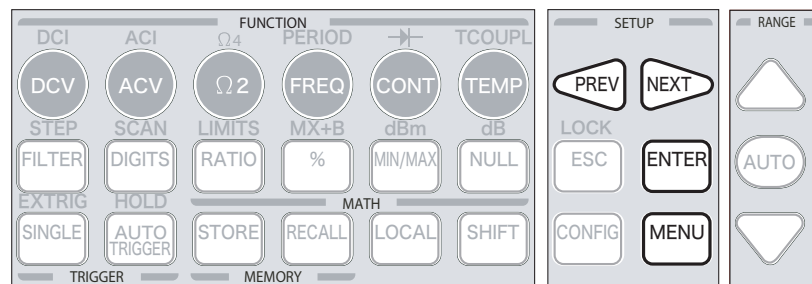 FUNCTION SETUP RANGE
DCI ACI Ω4 PERIOD TCOUPL
DCV ACV Ω2 FREQ CONT TEMP PREV NEXT
STEP SCAN LIMITS MX+B dBm dB LOCK
FILTER DIGITS RATIO % MIN/MAX NULL ESC ENTER AUTO
EXTRIG HOLD MATH
SINGLE AUTO TRIGGER STORE RECALL LOCAL SHIFT CONFIG MENU
TRIGGER MEMORY